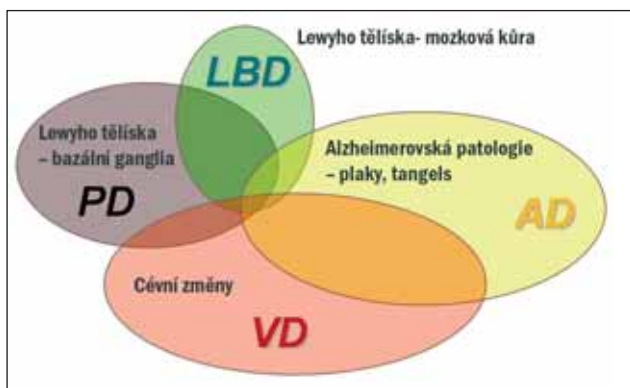 Lewyho tělíska- mozková kůra
LBD
Lewyho tělíska
– bazální ganglia
PD
Alzheimerovská patologie
– plaky, tangels
AD
Cévní změny
VD